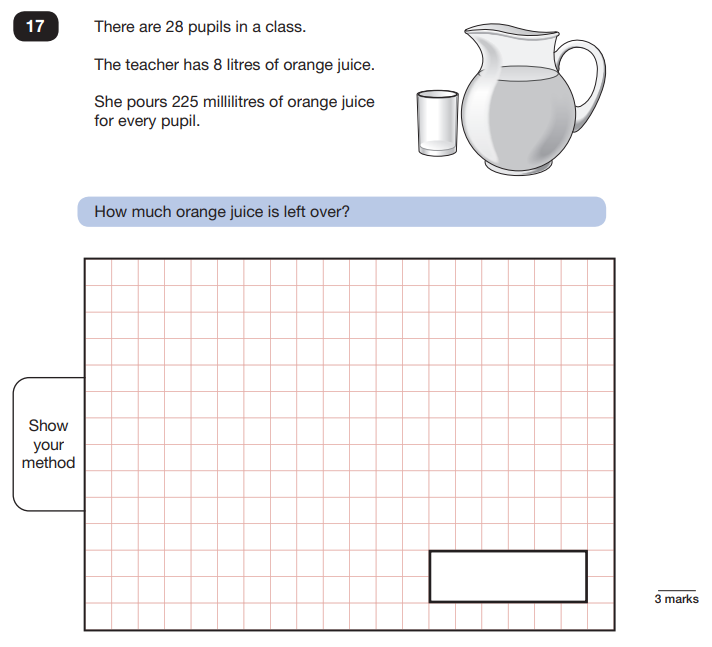 17
There are 28 pupils in a class.
The teacher has 8 litres of orange juice.
She pours 225 millilitres of orange juice
for every pupil.
How much orange juice is left over?
Show
your
method
3 marks